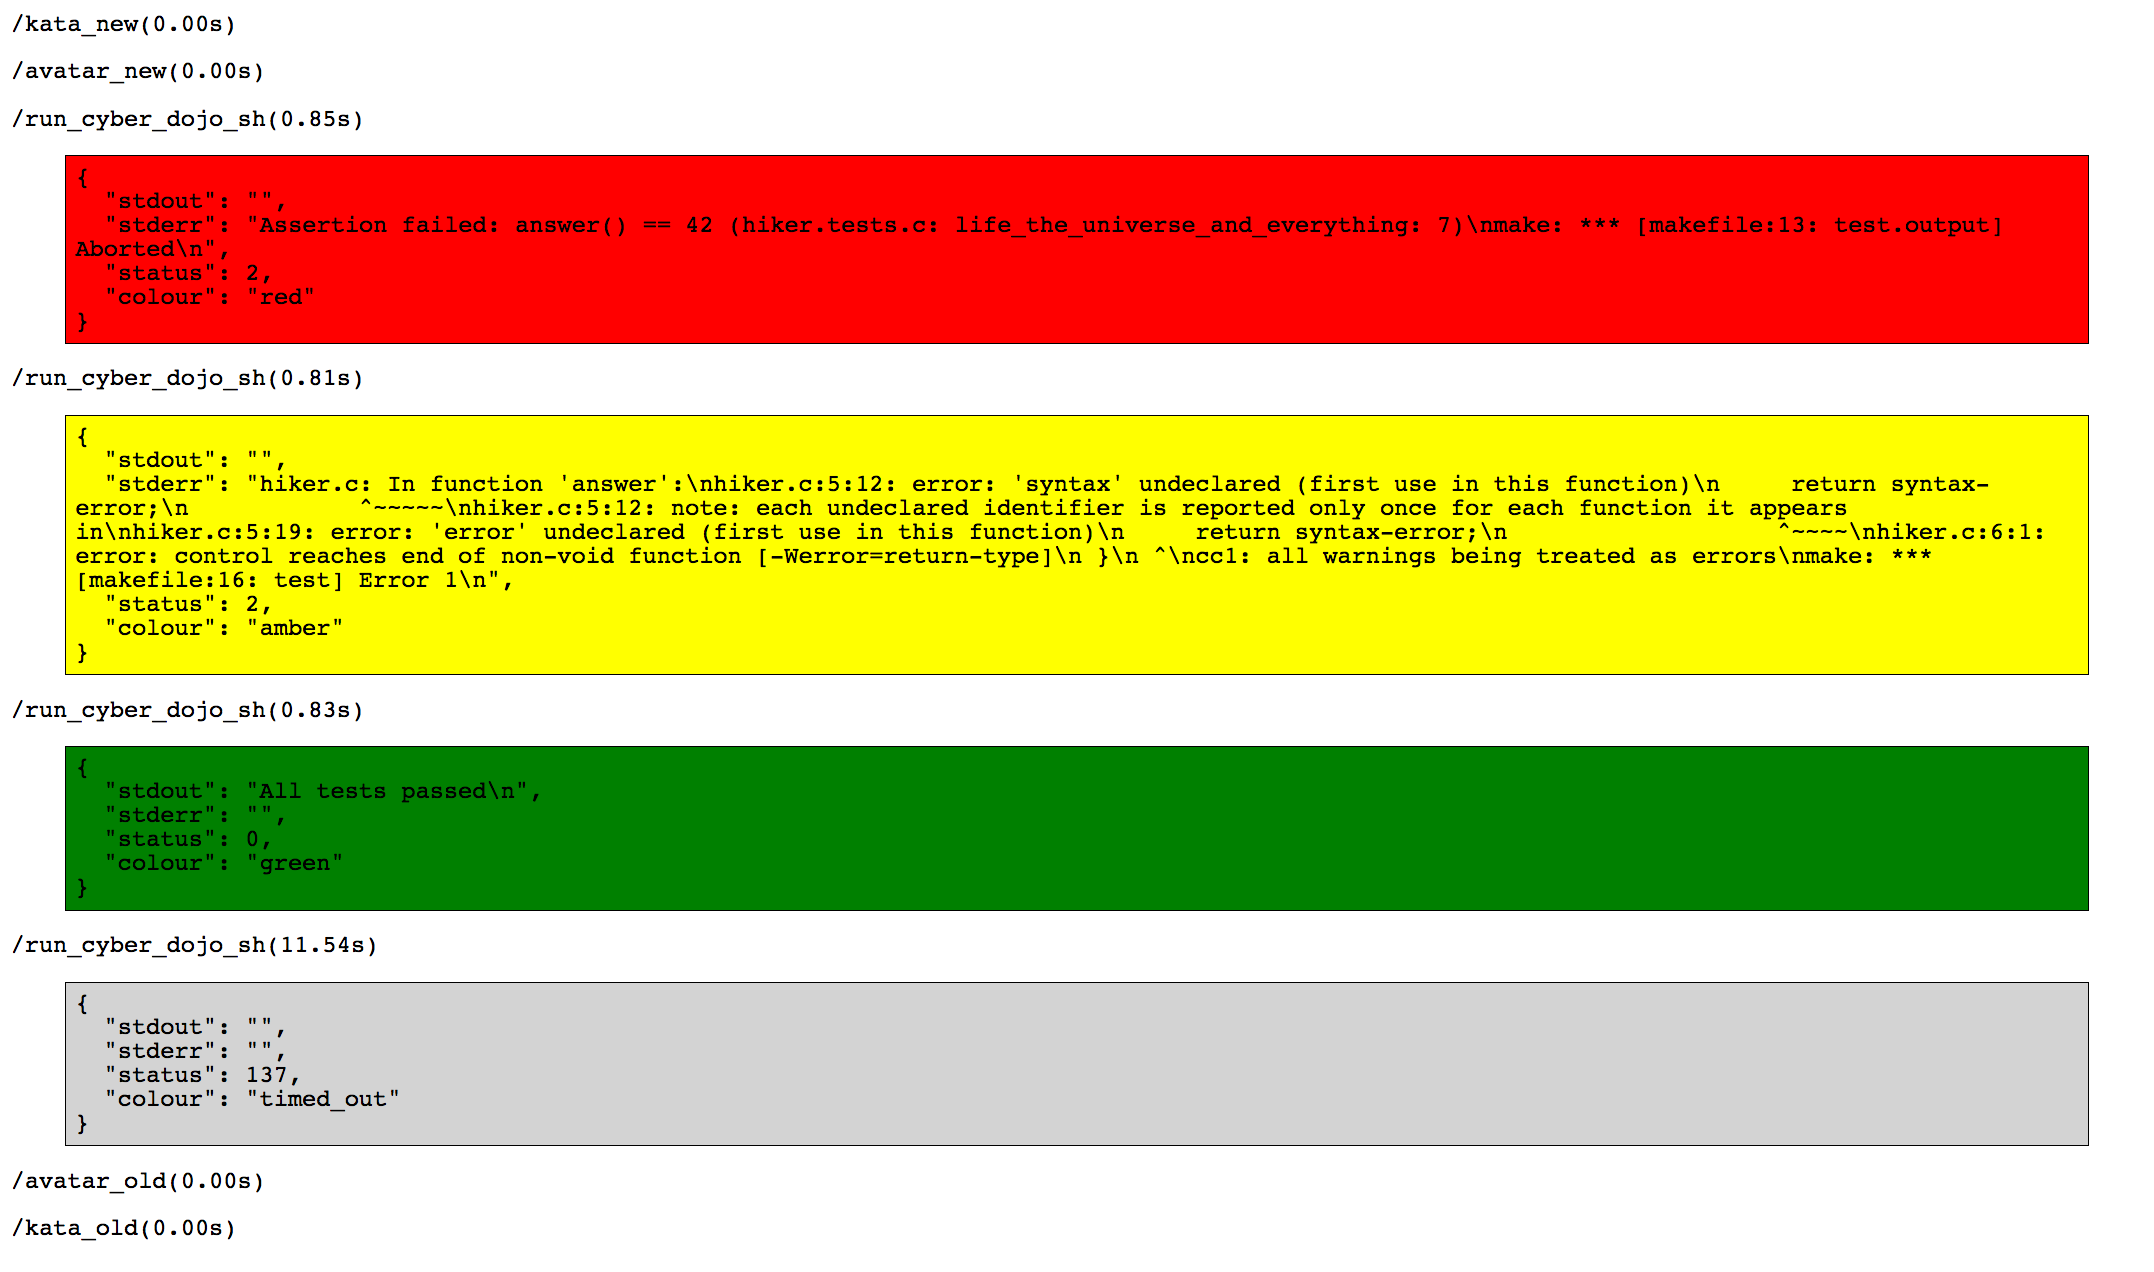 /kata_new(0.00s)
/avatar_new(0.00s)
/run_cyber_dojo_sh(0.85s)
{
  "stdout": "",
  "stderr": "Assertion failed: answer() == 42 (hiker.tests.c: life_the_universe_and_everything: 7)\nmake: *** [makefile:13: test.output]
Aborted\n",
  "status": 2,
  "colour": "red"
}
/run_cyber_dojo_sh(0.81s)
{
  "stdout": "",
  "stderr": "hiker.c: In function 'answer':\nhiker.c:5:12: error: 'syntax' undeclared (first use in this function)\n     return syntax-
error;\n            ^~~~~~\nhiker.c:5:12: note: each undeclared identifier is reported only once for each function it appears
in\nhiker.c:5:19: error: 'error' undeclared (first use in this function)\n     return syntax-error;\n                   ^~~~~\nhiker.c:6:1:
error: control reaches end of non-void function [-Werror=return-type]\n }\n ^\ncc1: all warnings being treated as errors\nmake: ***
[makefile:16: test] Error 1\n",
  "status": 2,
  "colour": "amber"
}
/run_cyber_dojo_sh(0.83s)
{
  "stdout": "All tests passed\n",
  "stderr": "",
  "status": 0,
  "colour": "green"
}
/run_cyber_dojo_sh(11.54s)
{
  "stdout": "",
  "stderr": "",
  "status": 137,
  "colour": "timed_out"
}
/avatar_old(0.00s)
/kata_old(0.00s)